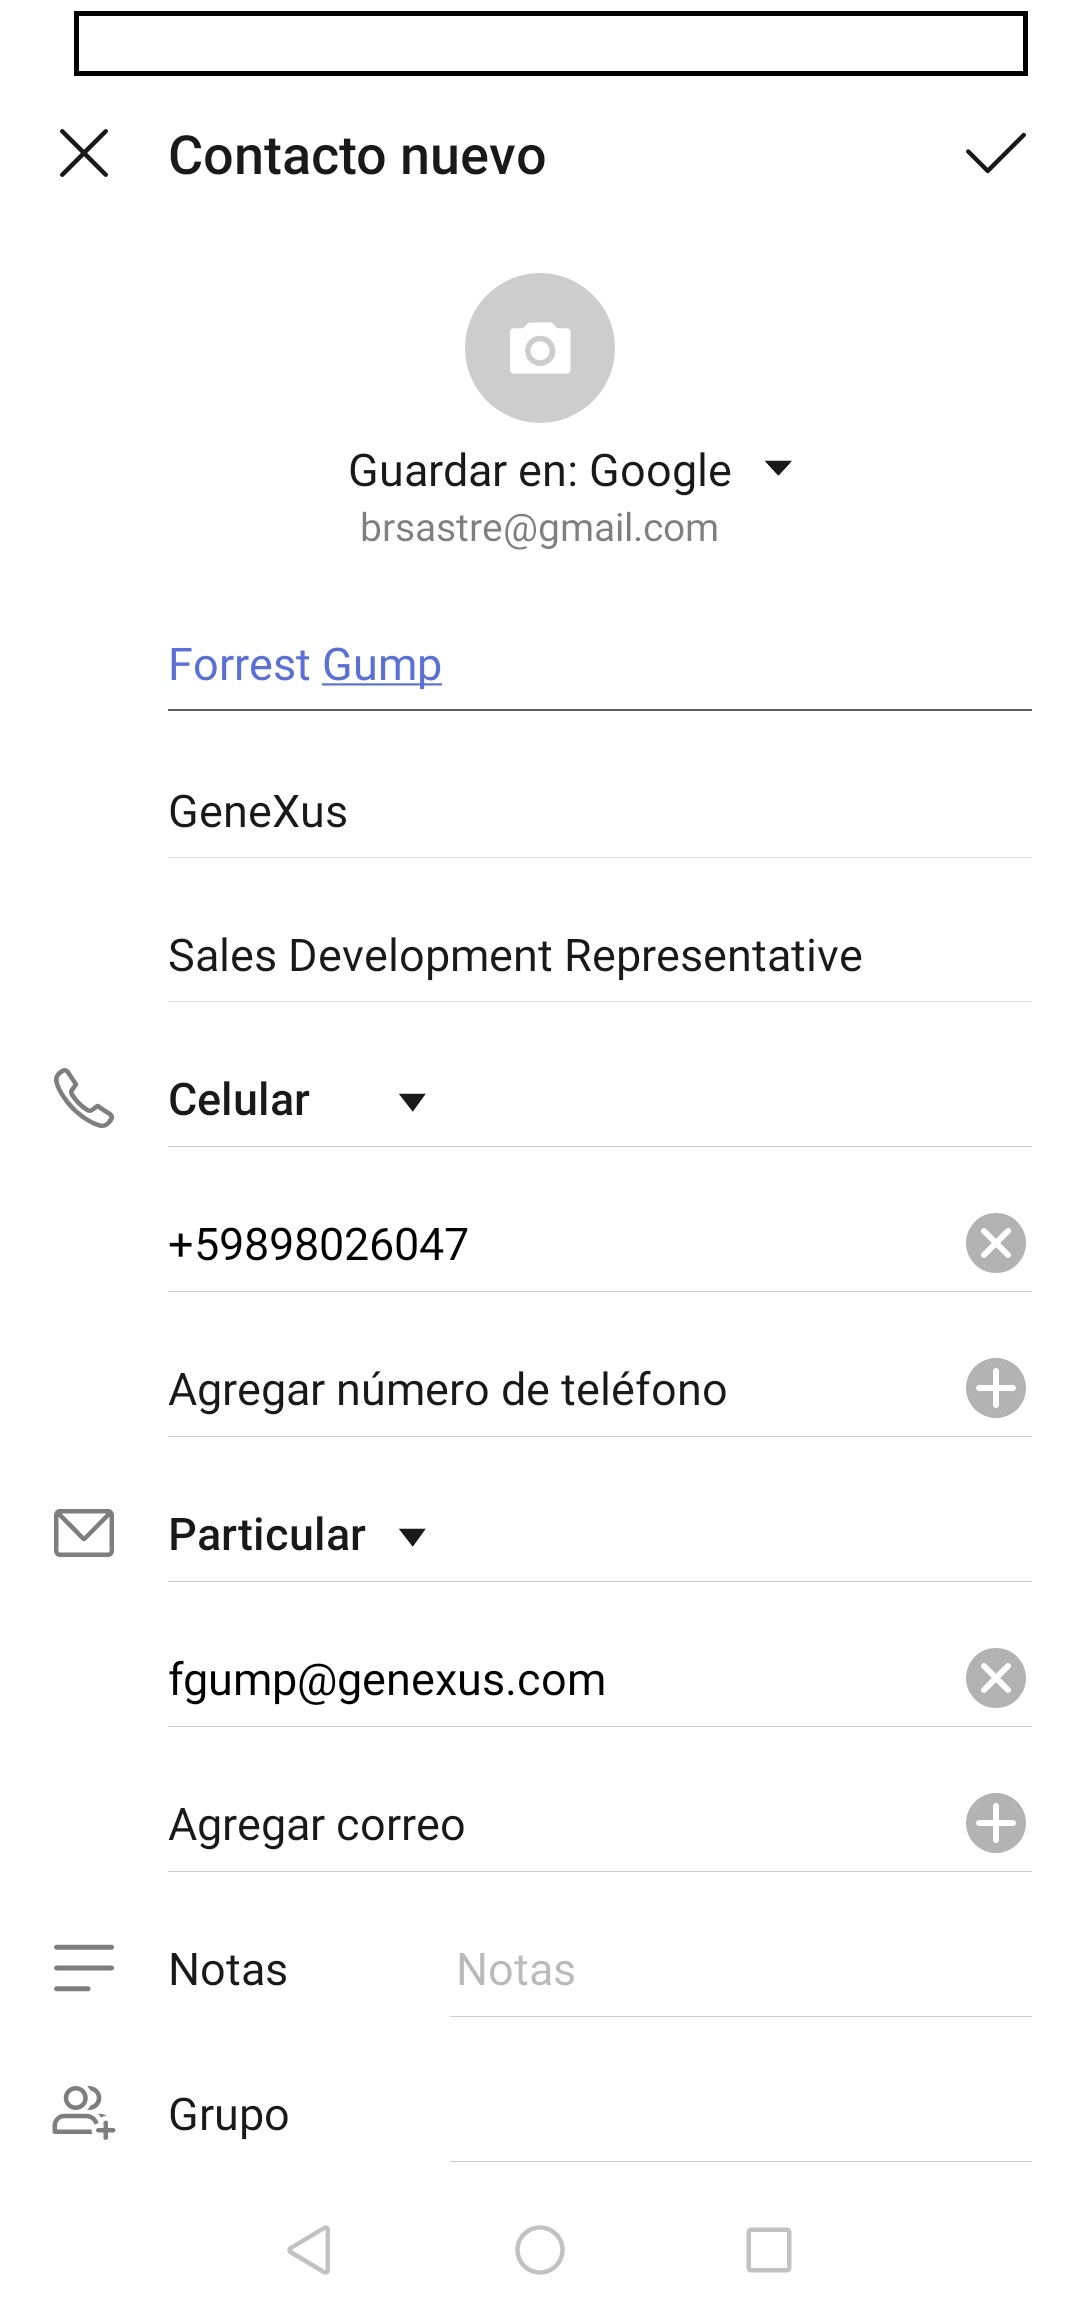 Contacto nuevo
Guardar en: Google
brsastre@gmail.com
Forrest Gump
GeneXus
Sales Development Representative
Celular
+59898026047
Agregar número de teléfono
Particular
fgump@genexus.com
Agregar correo
Notas Notas
Grupo